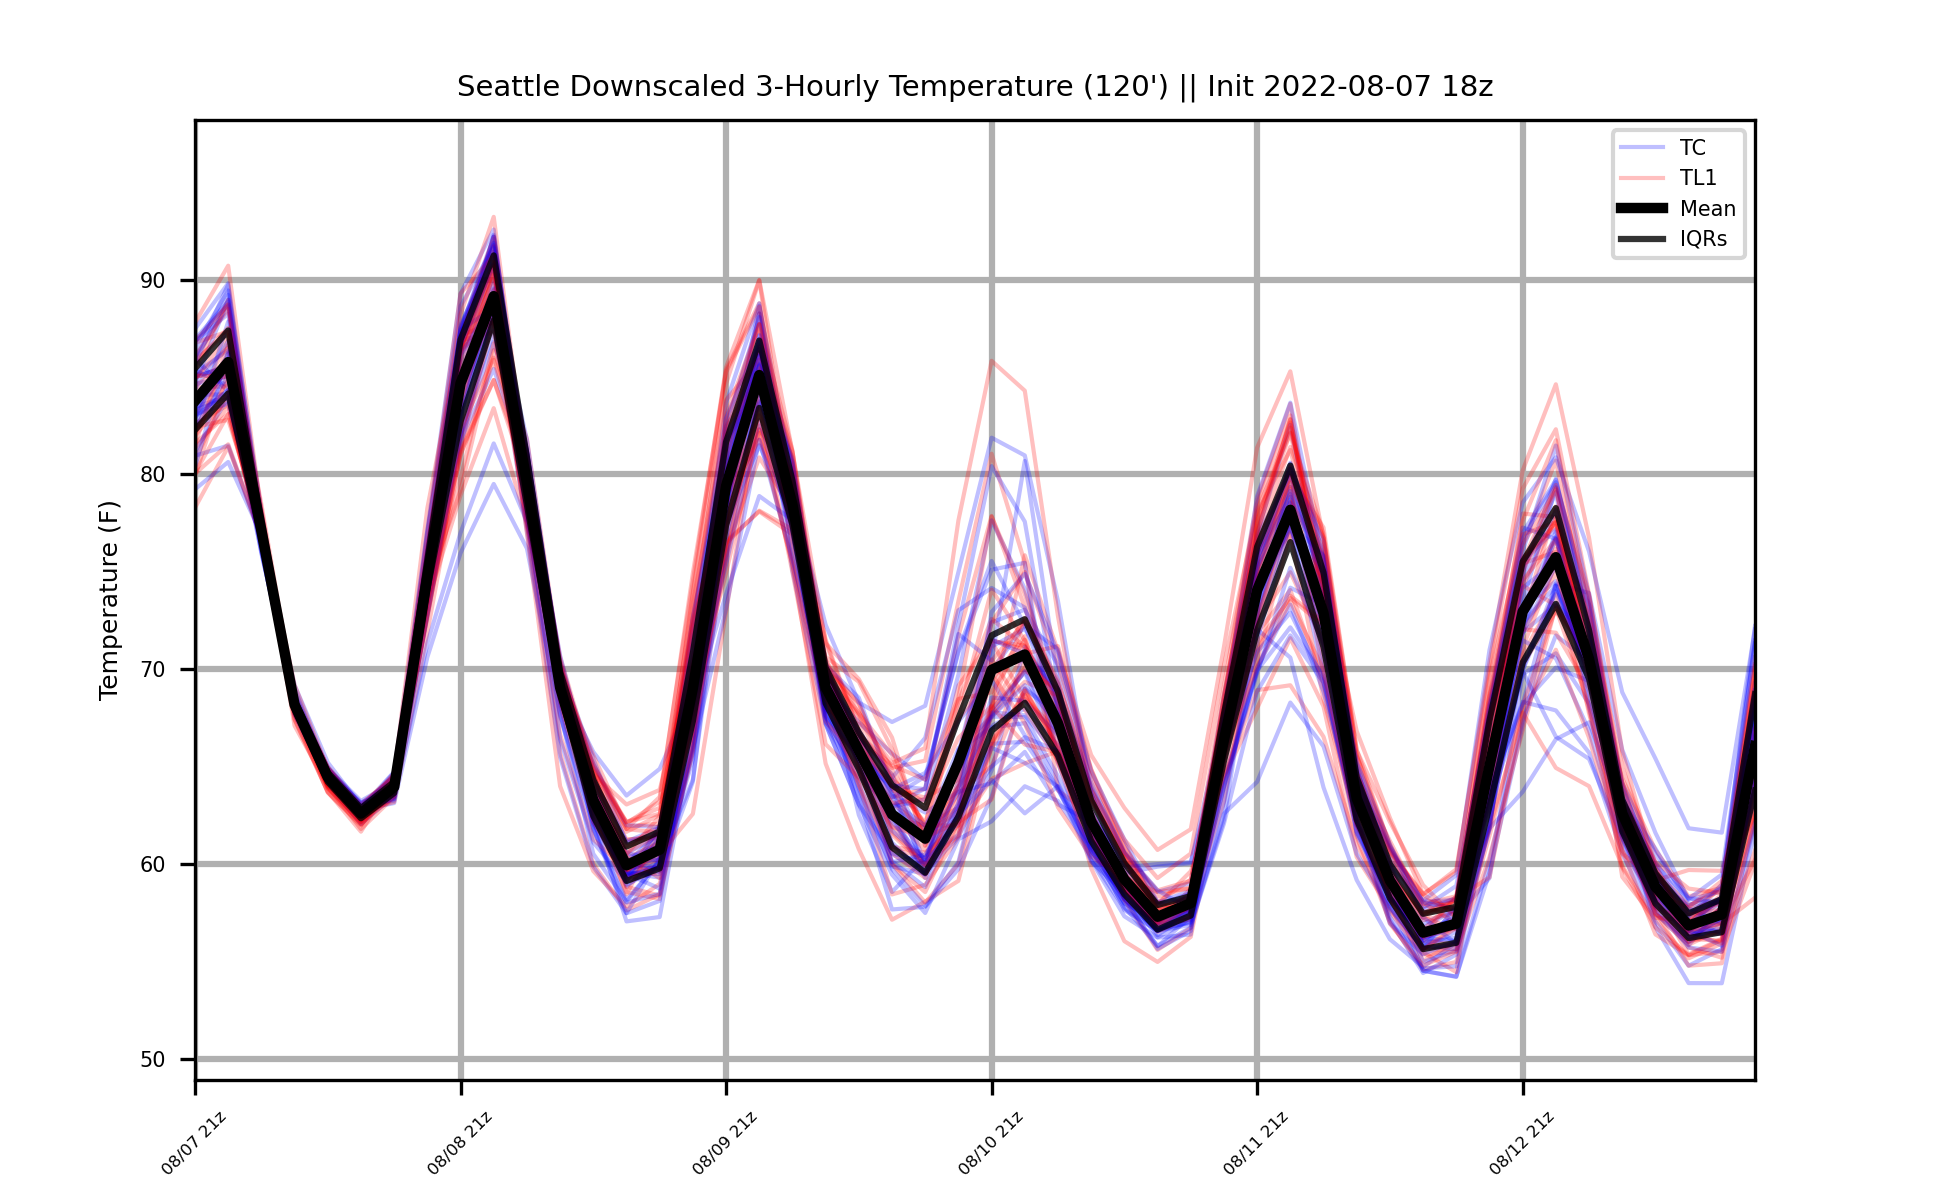 Seattle Downscaled 3-Hourly Temperature (120') || Init 2022-08-07 18z
TC
TL1
Mean
IQRs
Temperature (F)
90
80
70
60
50
08/07 21z
08/08 21z
08/09 21z
08/10 21z
08/11 21z
08/12 21z